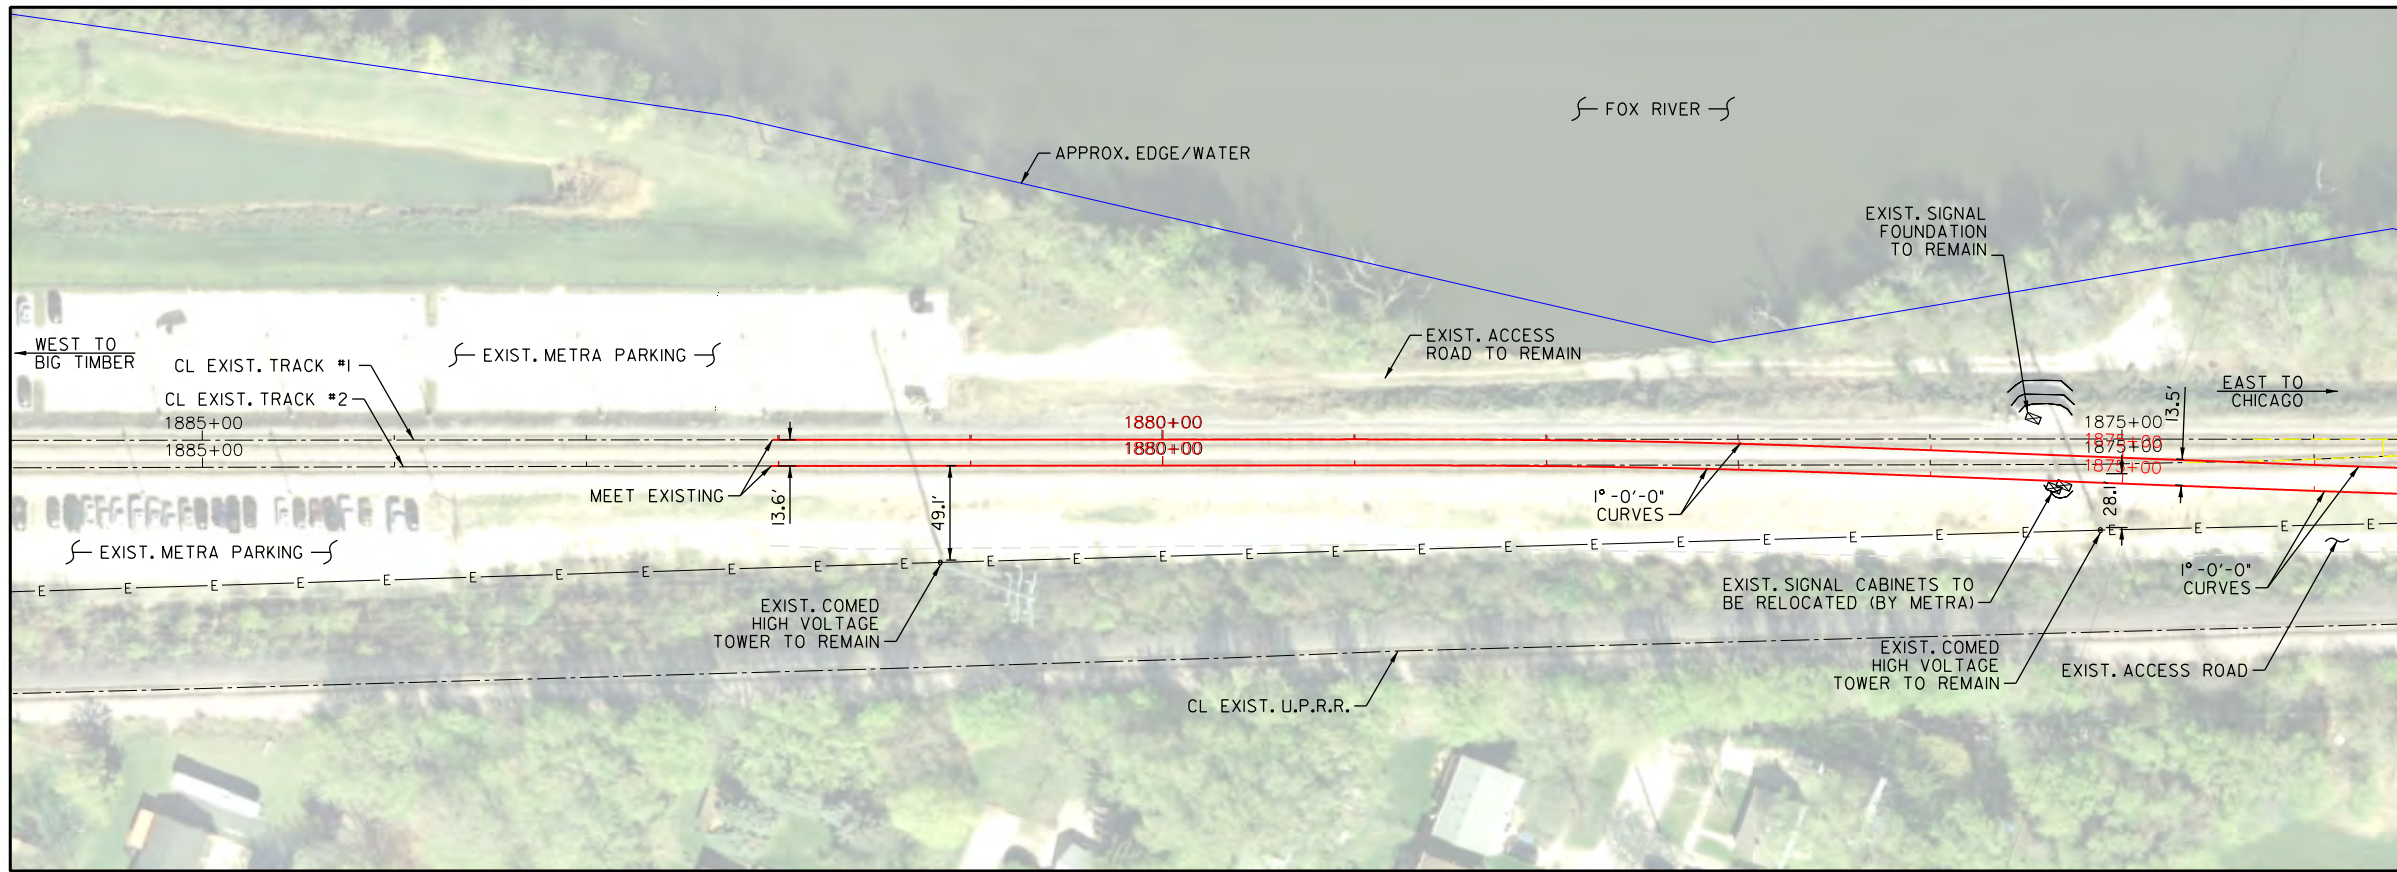 FOX RIVER
APPROX. EDGE/WATER
EXIST. SIGNAL
FOUNDATION
TO REMAIN
WEST TO
BIG TIMBER
CL EXIST. TRACK #1
CL EXIST. TRACK #2
EXIST. METRA PARKING
EXIST. ACCESS
ROAD TO REMAIN
EAST TO
CHICAGO
13.5'
1885+00
1885+00
1880+00
1880+00
1875+00
1875+00
1875+00
1875+00
MEET EXISTING
13.6'
49.1'
1°-0'-0"
CURVES
28.1'
EXIST. METRA PARKING
E E E E E E E E E E E E E E E E E E E E E E E E E E E E
EXIST. COMED
HIGH VOLTAGE
TOWER TO REMAIN
EXIST. SIGNAL CABINETS TO
BE RELOCATED (BY METRA)
1°-0'-0"
CURVES
EXIST. COMED
HIGH VOLTAGE
TOWER TO REMAIN
EXIST. ACCESS ROAD
CL EXIST. U.P.R.R.